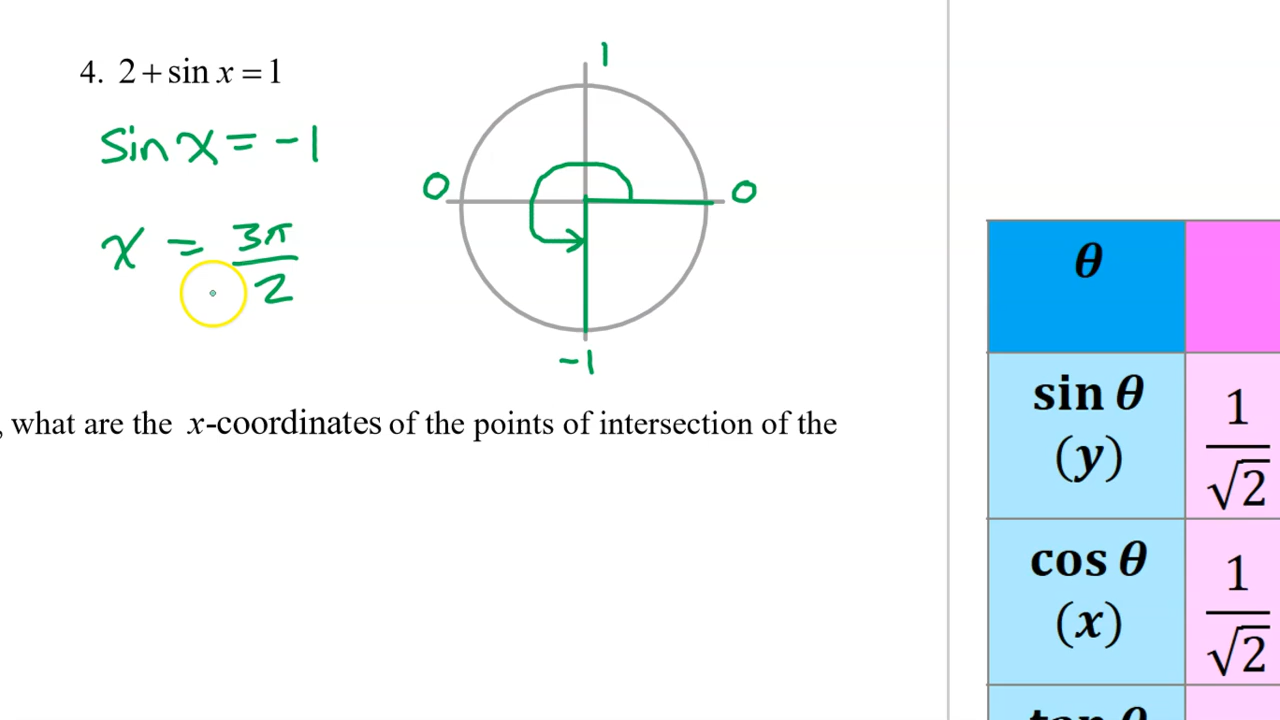 4. 2 + sin x = 1
sin x = -1
x = 3π/2
1
0
0
-1
, what are the x-coordinates of the points of intersection of the
θ
sin θ
(y)
1/√2
cos θ
(x)
1/√2